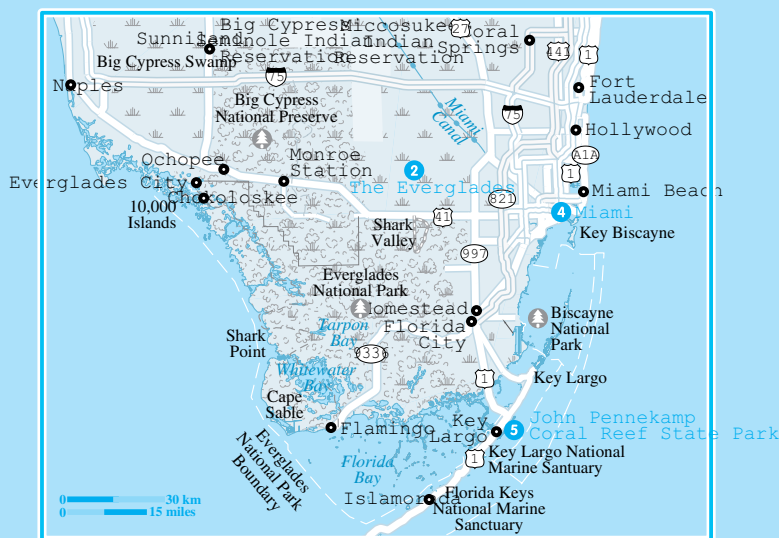 Big Cypress
Seminole Indian
Reservation
Miccosukee
Indian
Reservation
27
Coral
Springs
441
1
Sunniland
Big Cypress Swamp
75
Naples
Big Cypress
National Preserve
Miami
Canal
75
Fort
Lauderdale
Hollywood
A1A
Ochopee
Monroe
Station
2
The Everglades
1
Everglades City
Chokoloskee
821
Miami Beach
10,000
Islands
41
4
Miami
Shark
Valley
Key Biscayne
997
Everglades
National Park
Homestead
Florida
City
Biscayne
National
Park
Tarpon
Bay
Shark
Point
9336
Whitewater
Bay
1
Key Largo
Cape
Sable
Flamingo
Key
Largo
5
John Pennekamp
Coral Reef State Park
Everglades
National Park
Boundary
Florida
Bay
1
Key Largo National
Marine Santuary
Islamorada
Florida Keys
National Marine
Sanctuary
0
30 km
0
15 miles